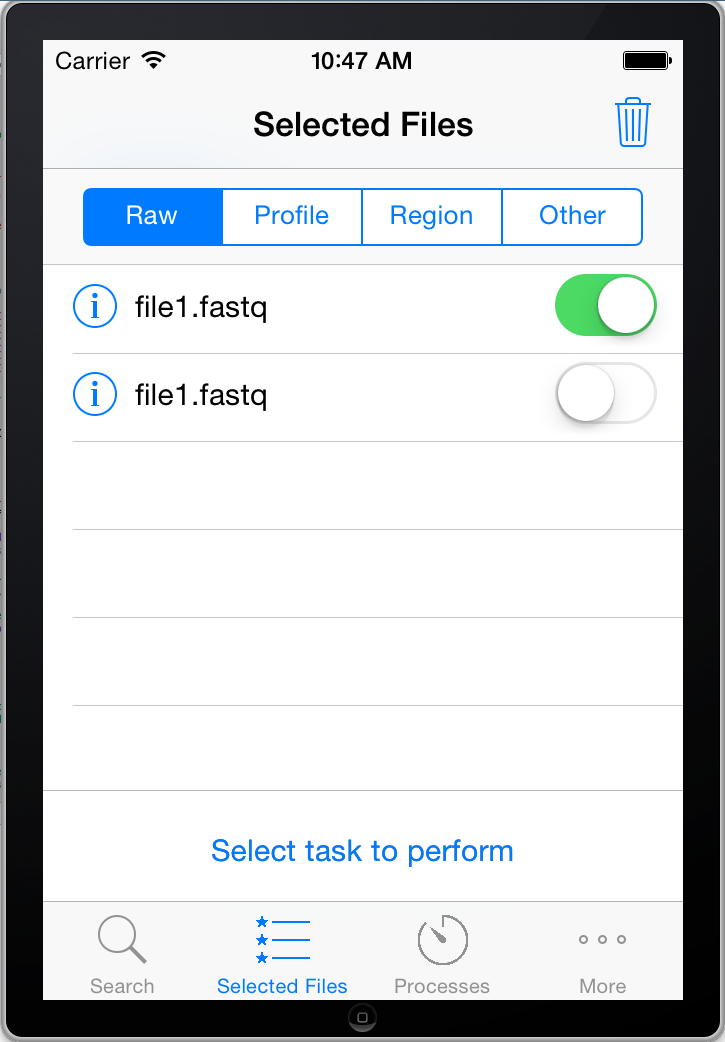 Carrier 10:47 AM
Selected Files
Raw Profile Region Other
file1.fastq
file1.fastq
Select task to perform
Search Selected Files Processes More